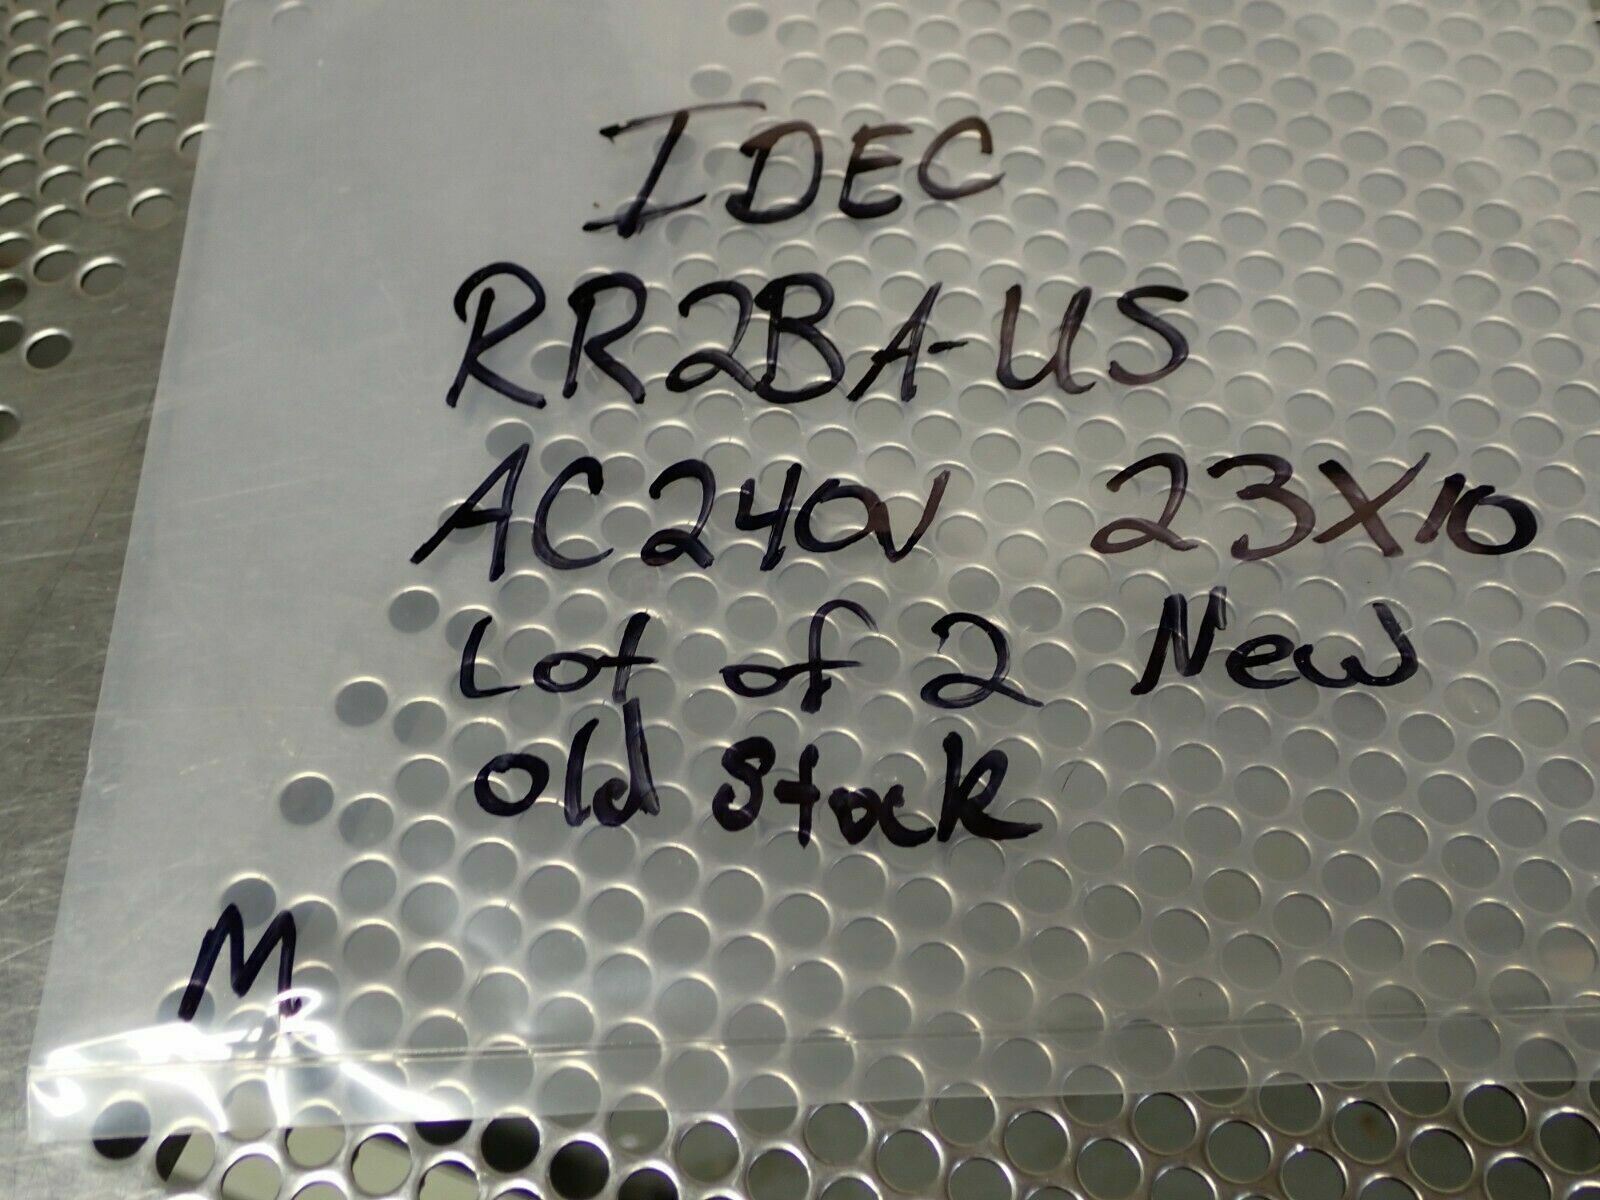 IDEC
RR2BA-US
AC240V 23X10
Lot of 2 New
Old Stock
M